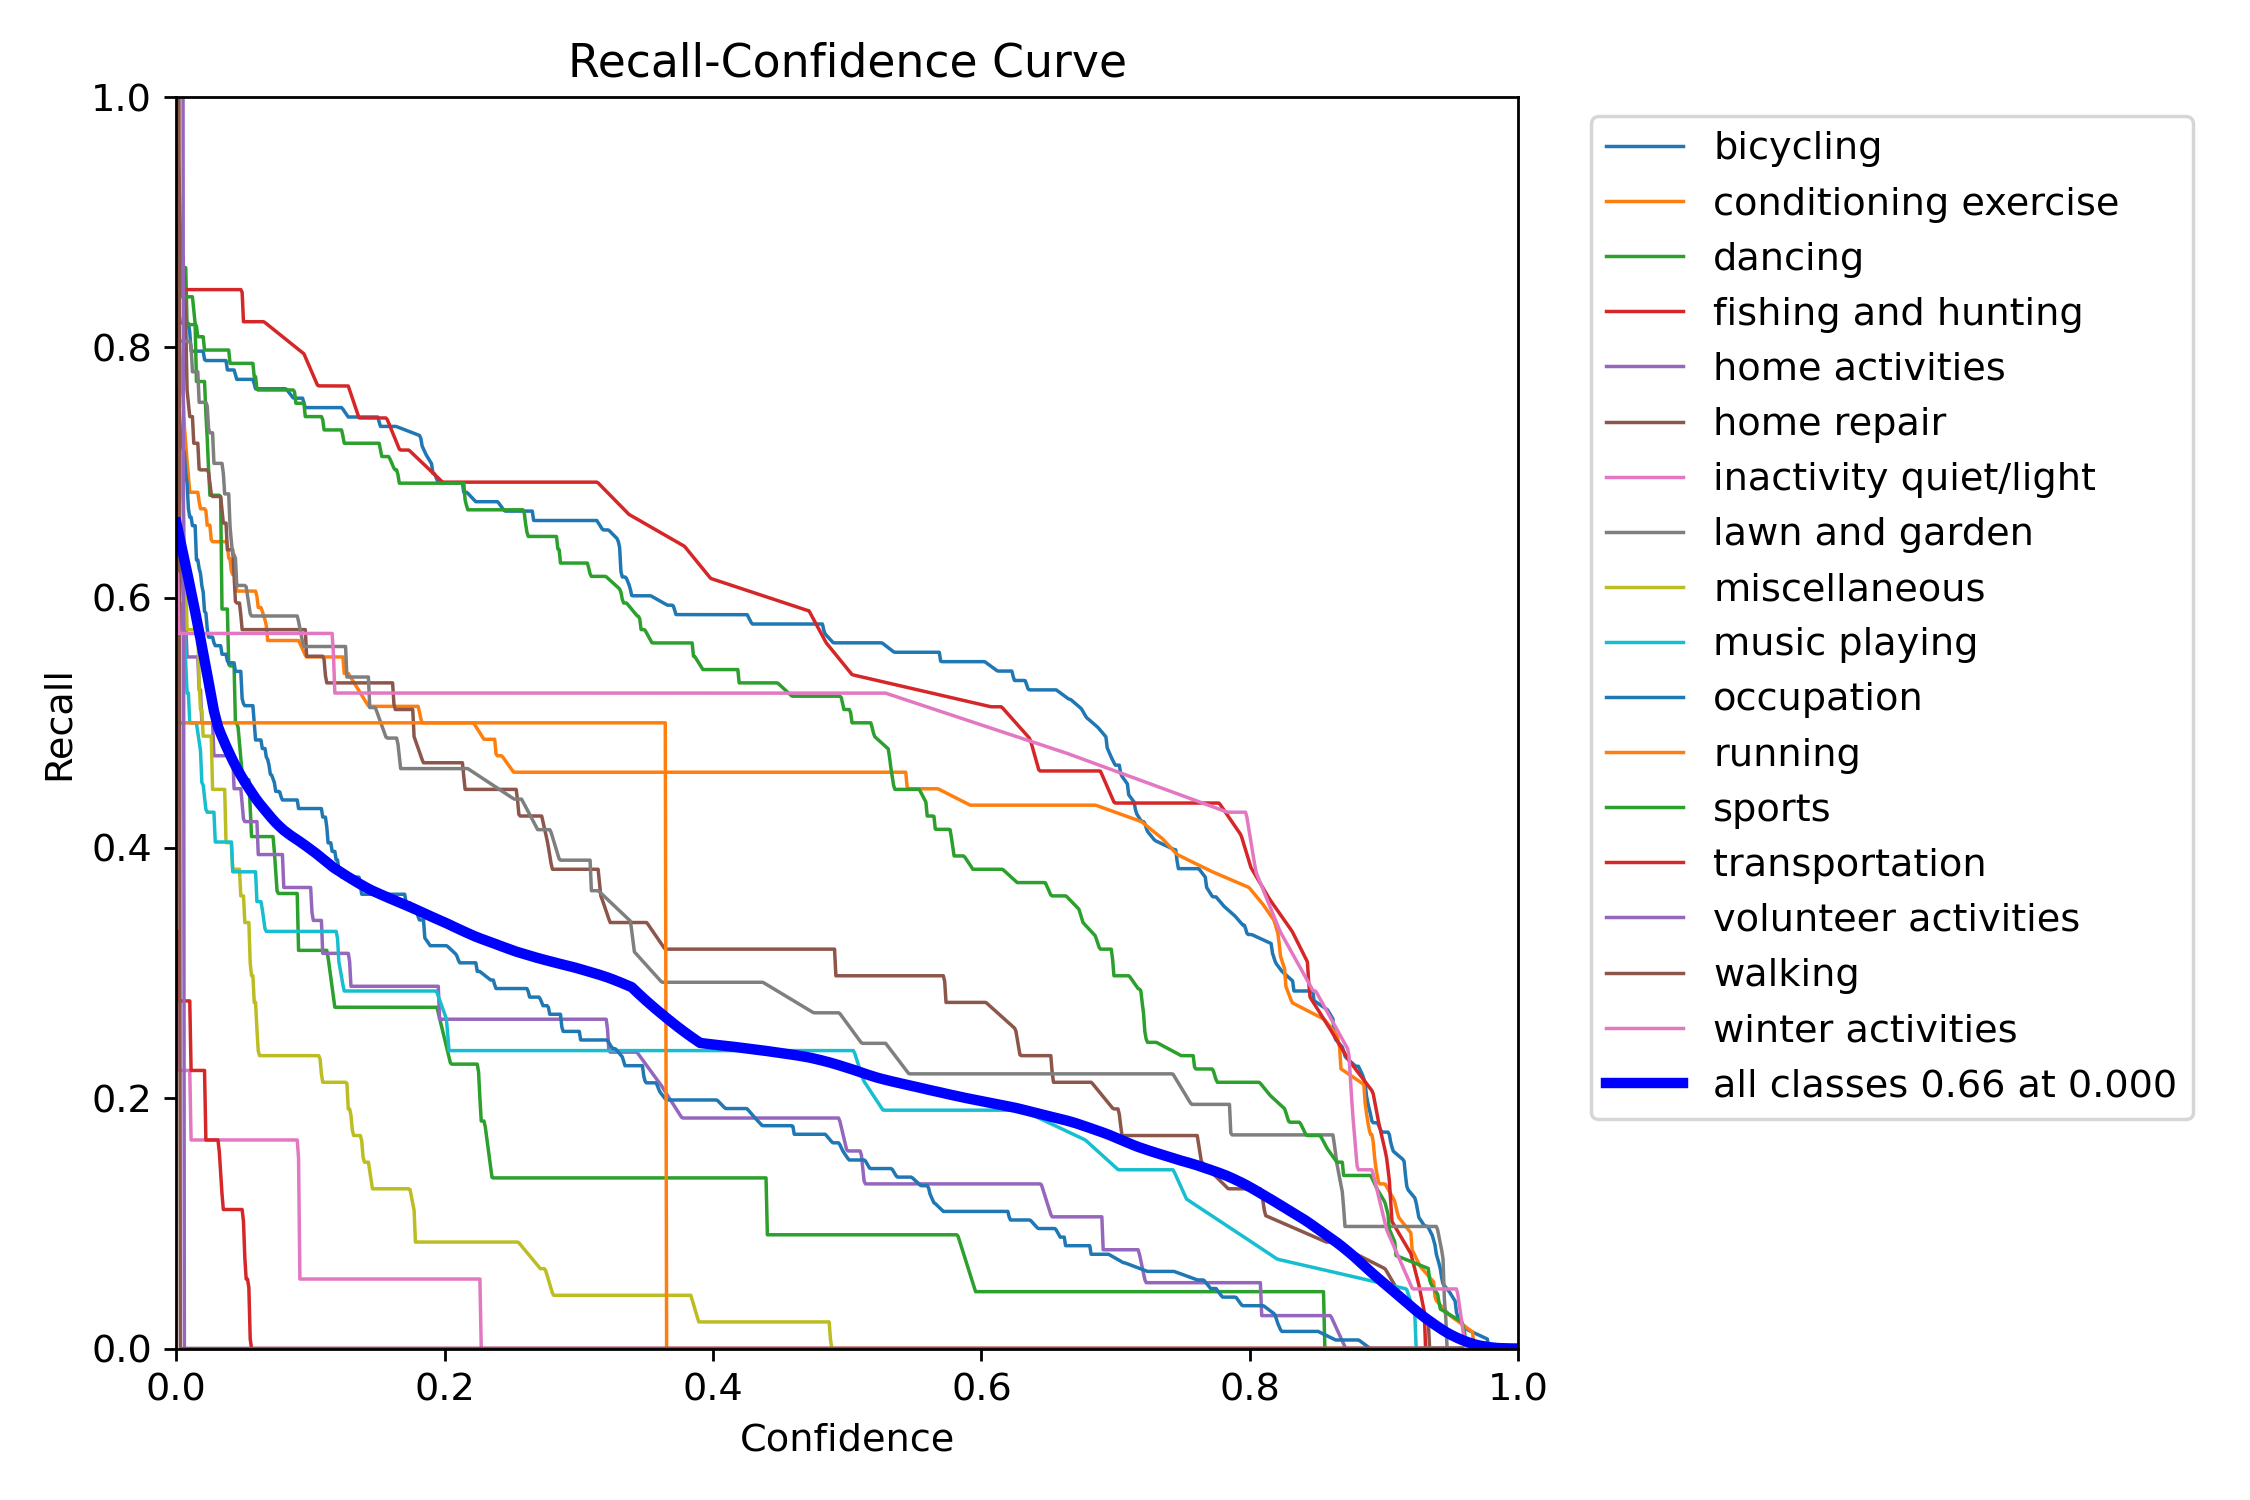 Recall-Confidence Curve
1.0
0.8
0.6
0.4
0.2
0.0
Recall
0.0 0.2 0.4 0.6 0.8 1.0
Confidence
bicycling
conditioning exercise
dancing
fishing and hunting
home activities
home repair
inactivity quiet/light
lawn and garden
miscellaneous
music playing
occupation
running
sports
transportation
volunteer activities
walking
winter activities
all classes 0.66 at 0.000